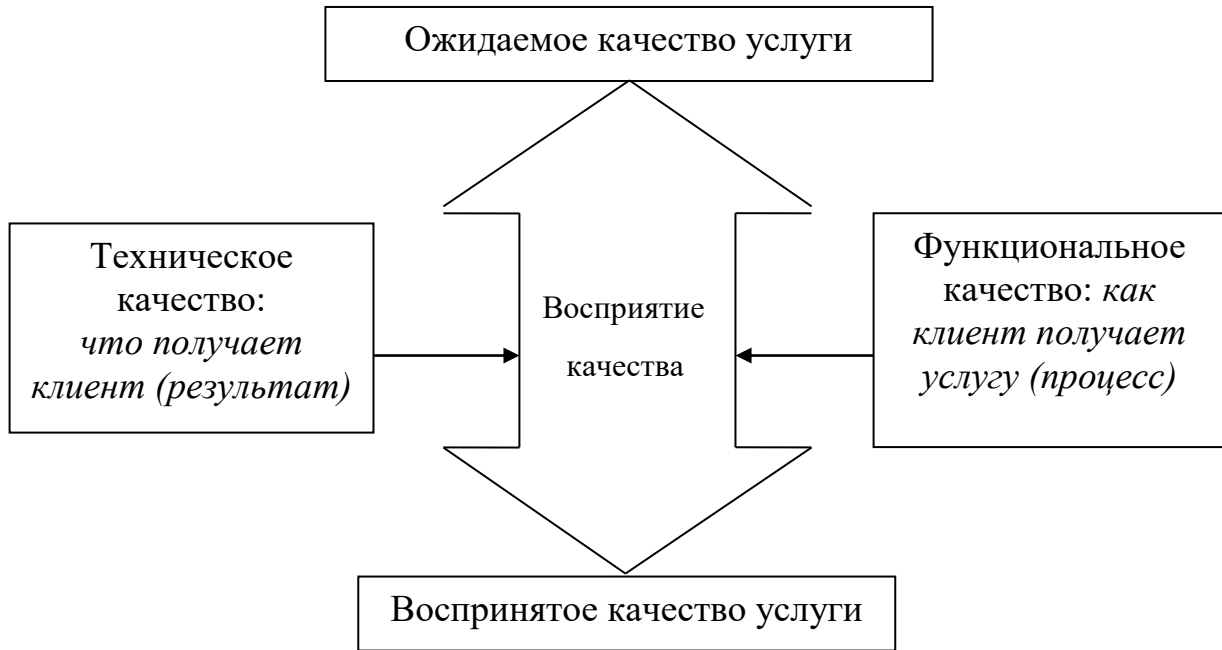 Ожидаемое качество услуги
Техническое
качество:
что получает
клиент (результат)
Восприятие
качества
Функциональное
качество: как
клиент получает
услугу (процесс)
Воспринятое качество услуги